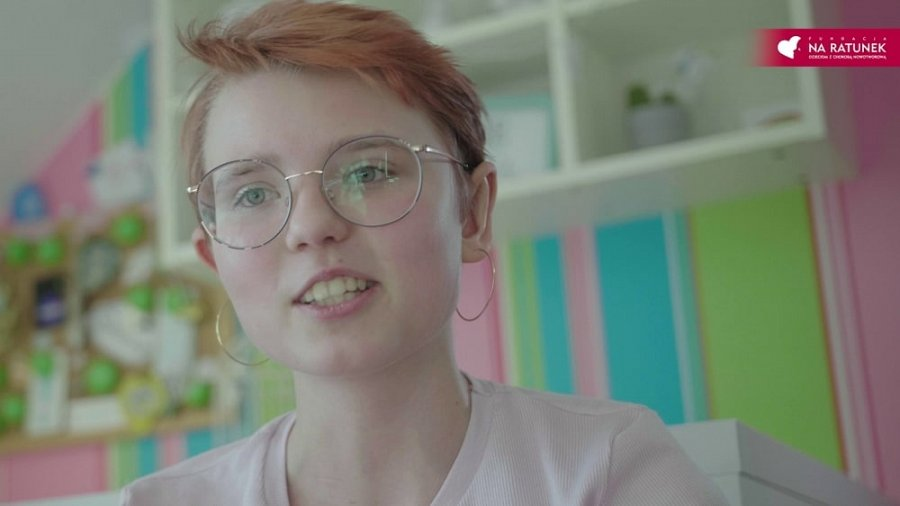 FUNDACJA
NA RATUNEK
DZIECIOM Z CHOROBĄ NOWOTWOROWĄ